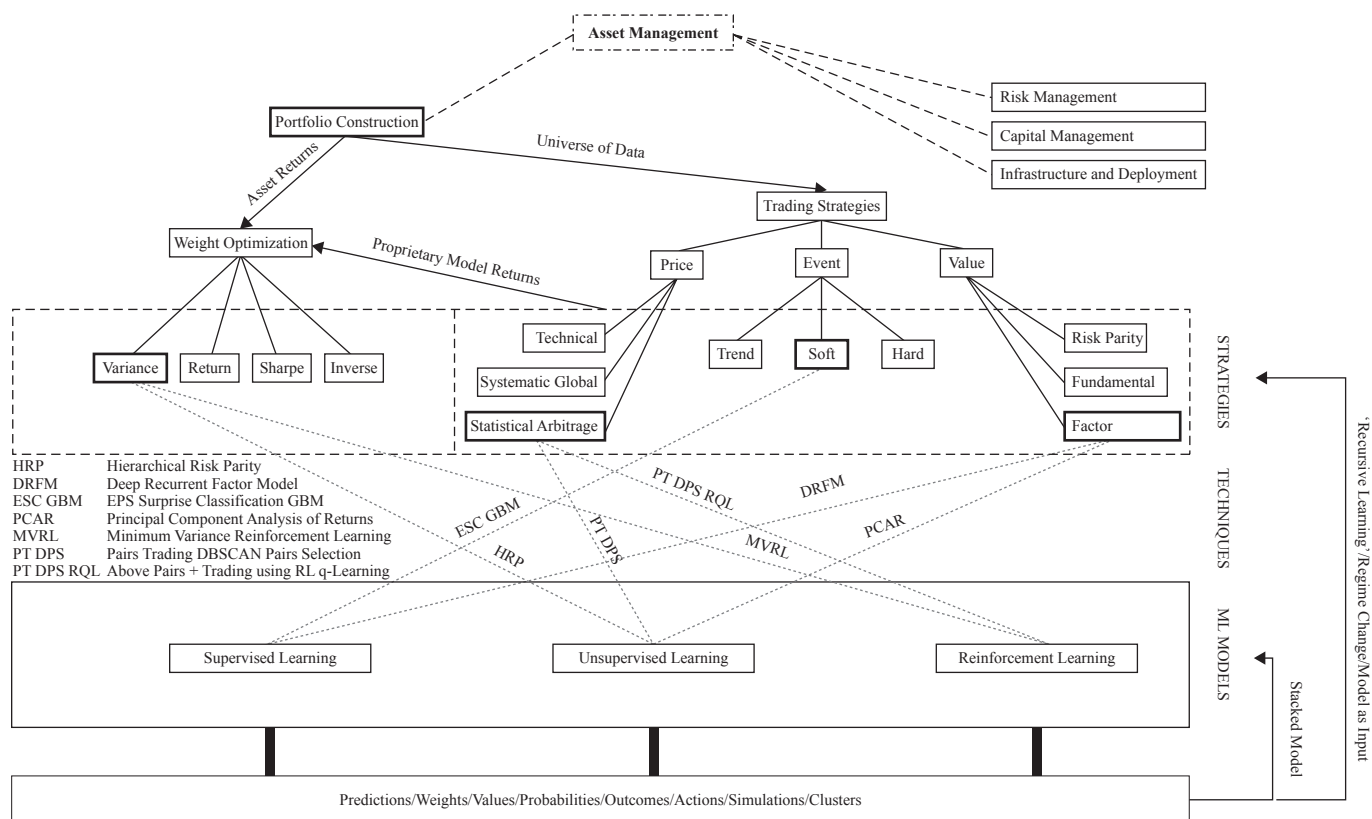 Asset Management
Risk Management
Portfolio Construction
Capital Management
Universe of Data
Infrastructure and Deployment
Asset Returns
Trading Strategies
Weight Optimization
Proprietary Model Returns
Price
Event
Value
Technical
Risk Parity
Variance
Return
Sharpe
Inverse
Trend
Soft
Hard
Systematic Global
Fundamental
Statistical Arbitrage
Factor
STRATEGIES
HRP Hierarchical Risk Parity
DRFM Deep Recurrent Factor Model
ESC GBM EPS Surprise Classification GBM
PCAR Principal Component Analysis of Returns
MVRL Minimum Variance Reinforcement Learning
PT DPS Pairs Trading DBSCAN Pairs Selection
PT DPS RQL Above Pairs + Trading using RL q-Learning
ESC GBM
HRP
PT DPS
PT DPS RQL
MVRL
DRFM
PCAR
TECHNIQUES
Supervised Learning
Unsupervised Learning
Reinforcement Learning
ML MODELS
Stacked Model
‘Recursive Learning’/Regime Change/Model as Input
Predictions/Weights/Values/Probabilities/Outcomes/Actions/Simulations/Clusters